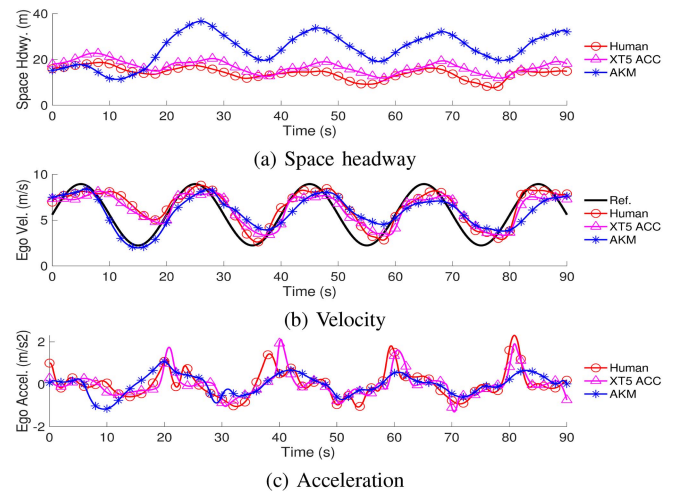 Space Hdwy. (m)
60
40
20
0
0 10 20 30 40 50 60 70 80 90
Time (s)
Human
XT5 ACC
AKM
(a) Space headway
Ego Vel. (m/s)
10
5
0
0 10 20 30 40 50 60 70 80 90
Time (s)
Ref.
Human
XT5 ACC
AKM
(b) Velocity
Ego Accel. (m/s2)
2
0
-2
0 10 20 30 40 50 60 70 80 90
Time (s)
Human
XT5 ACC
AKM
(c) Acceleration